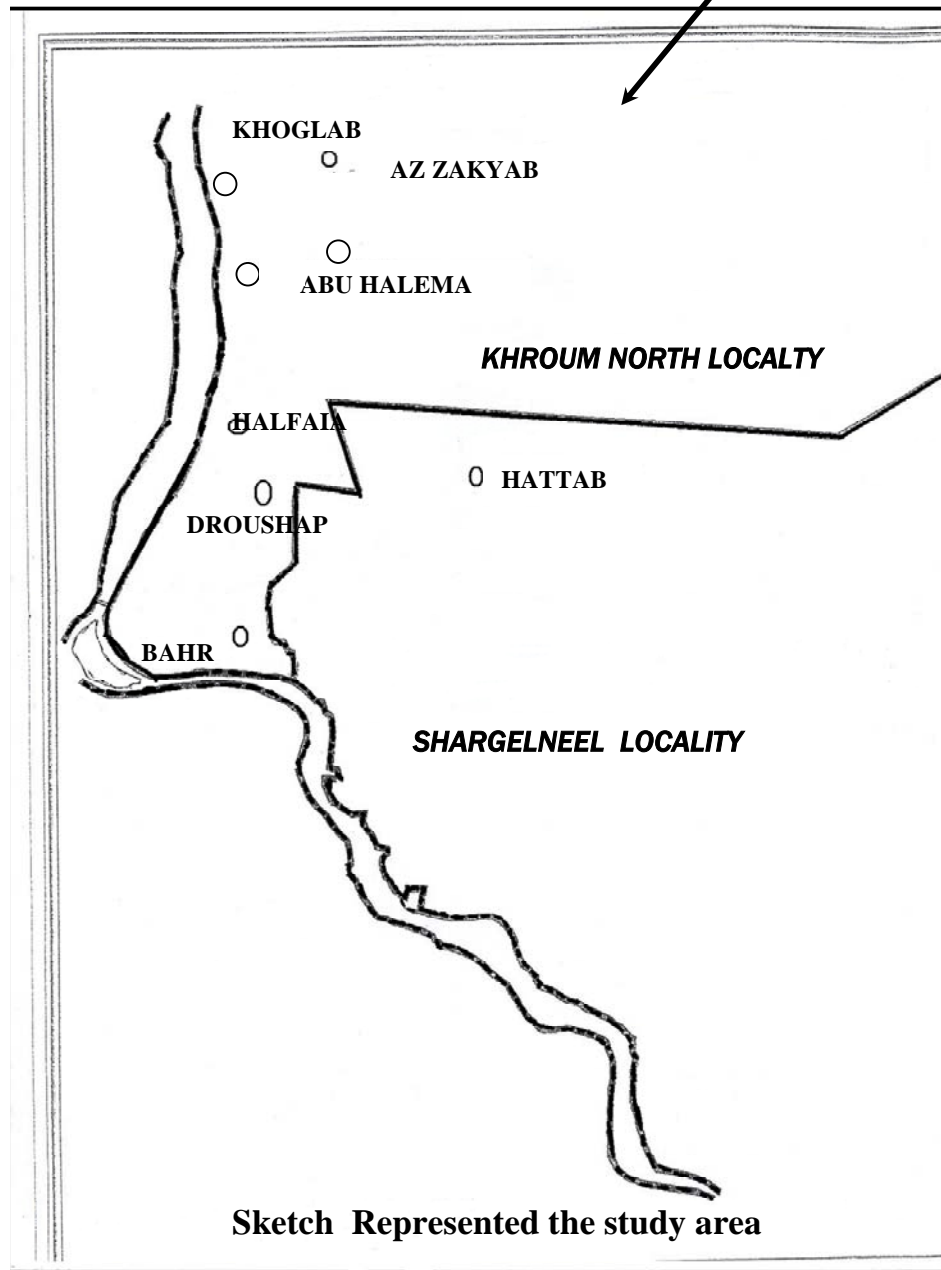 KHOGLAB
AZ ZAKYAB
ABU HALEMA
KHROUM NORTH LOCALTY
HALFAIA
HATTAB
DROUSHAP
BAHR
SHARGELNEEL LOCALITY
Sketch Represented the study area